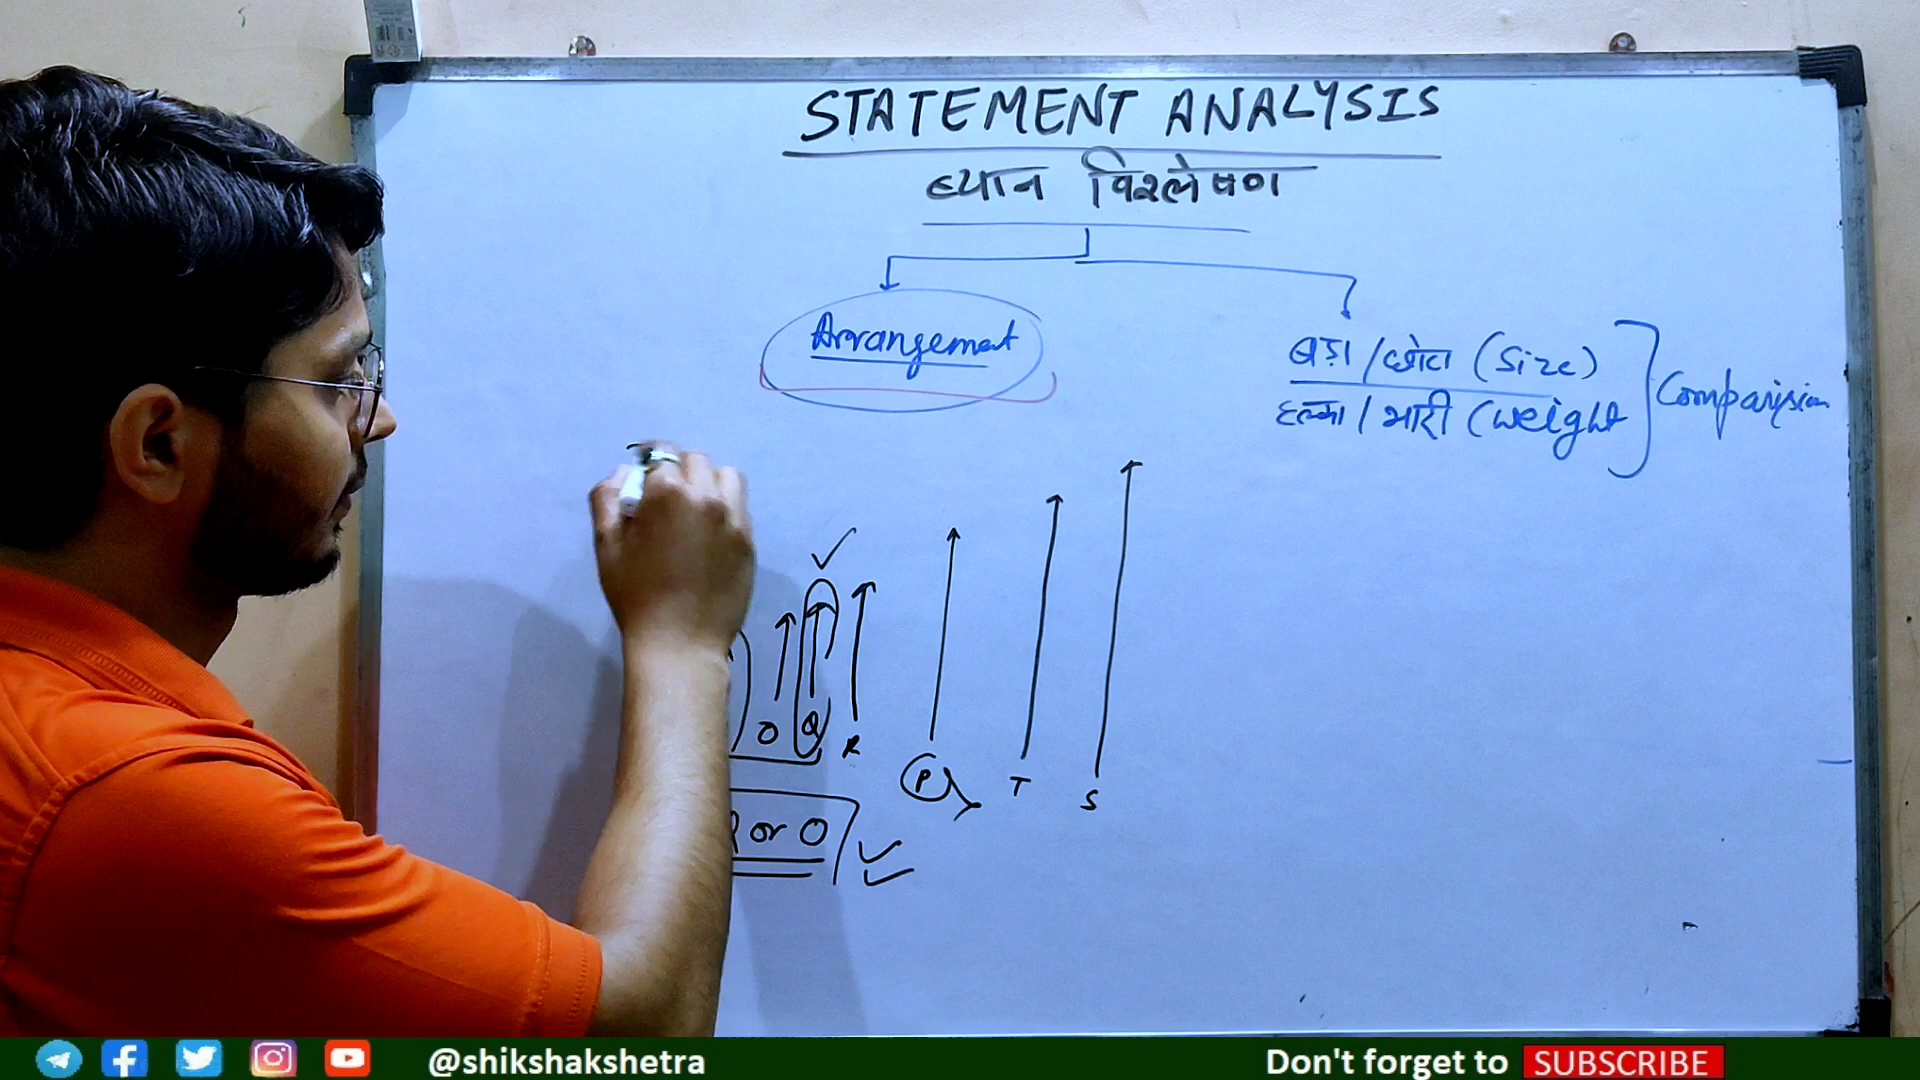 STATEMENT ANALYSIS
ध्यान विश्लेषण
Arrangement
बड़ा / छोटा (Size)
हल्का / भारी (weight
Comparision
O Q R P T S
or O
@shikshakshetra
Don't forget to SUBSCRIBE